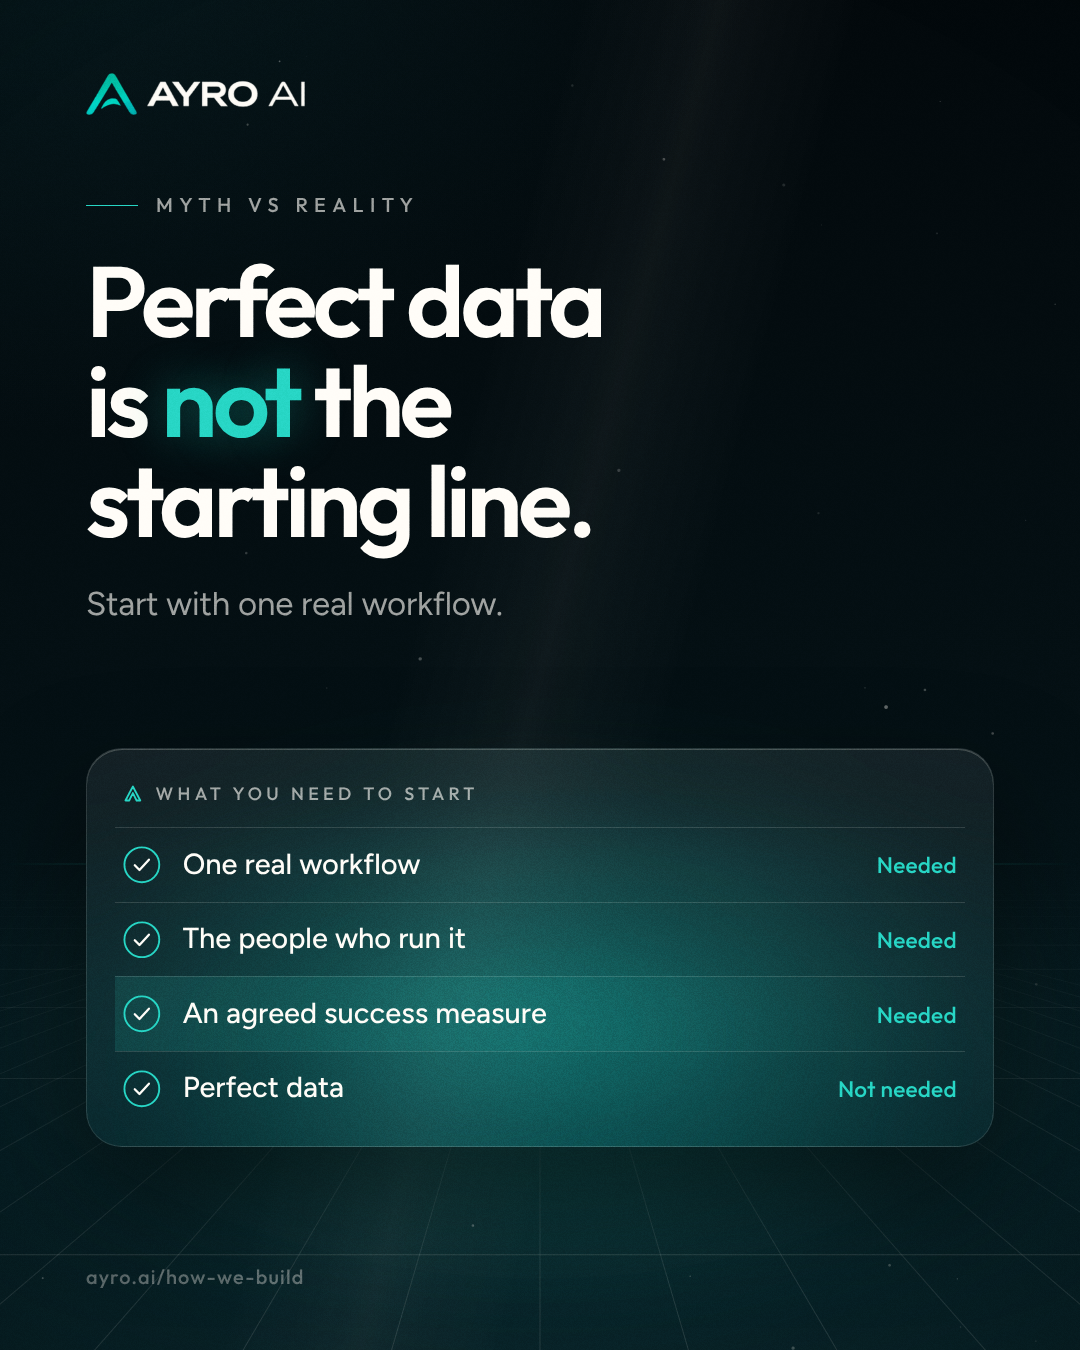 AYRO AI
MYTH VS REALITY
Perfect data
is not the
starting line.
Start with one real workflow.
WHAT YOU NEED TO START
One real workflow Needed
The people who run it Needed
An agreed success measure Needed
Perfect data Not needed
ayro.ai/how-we-build